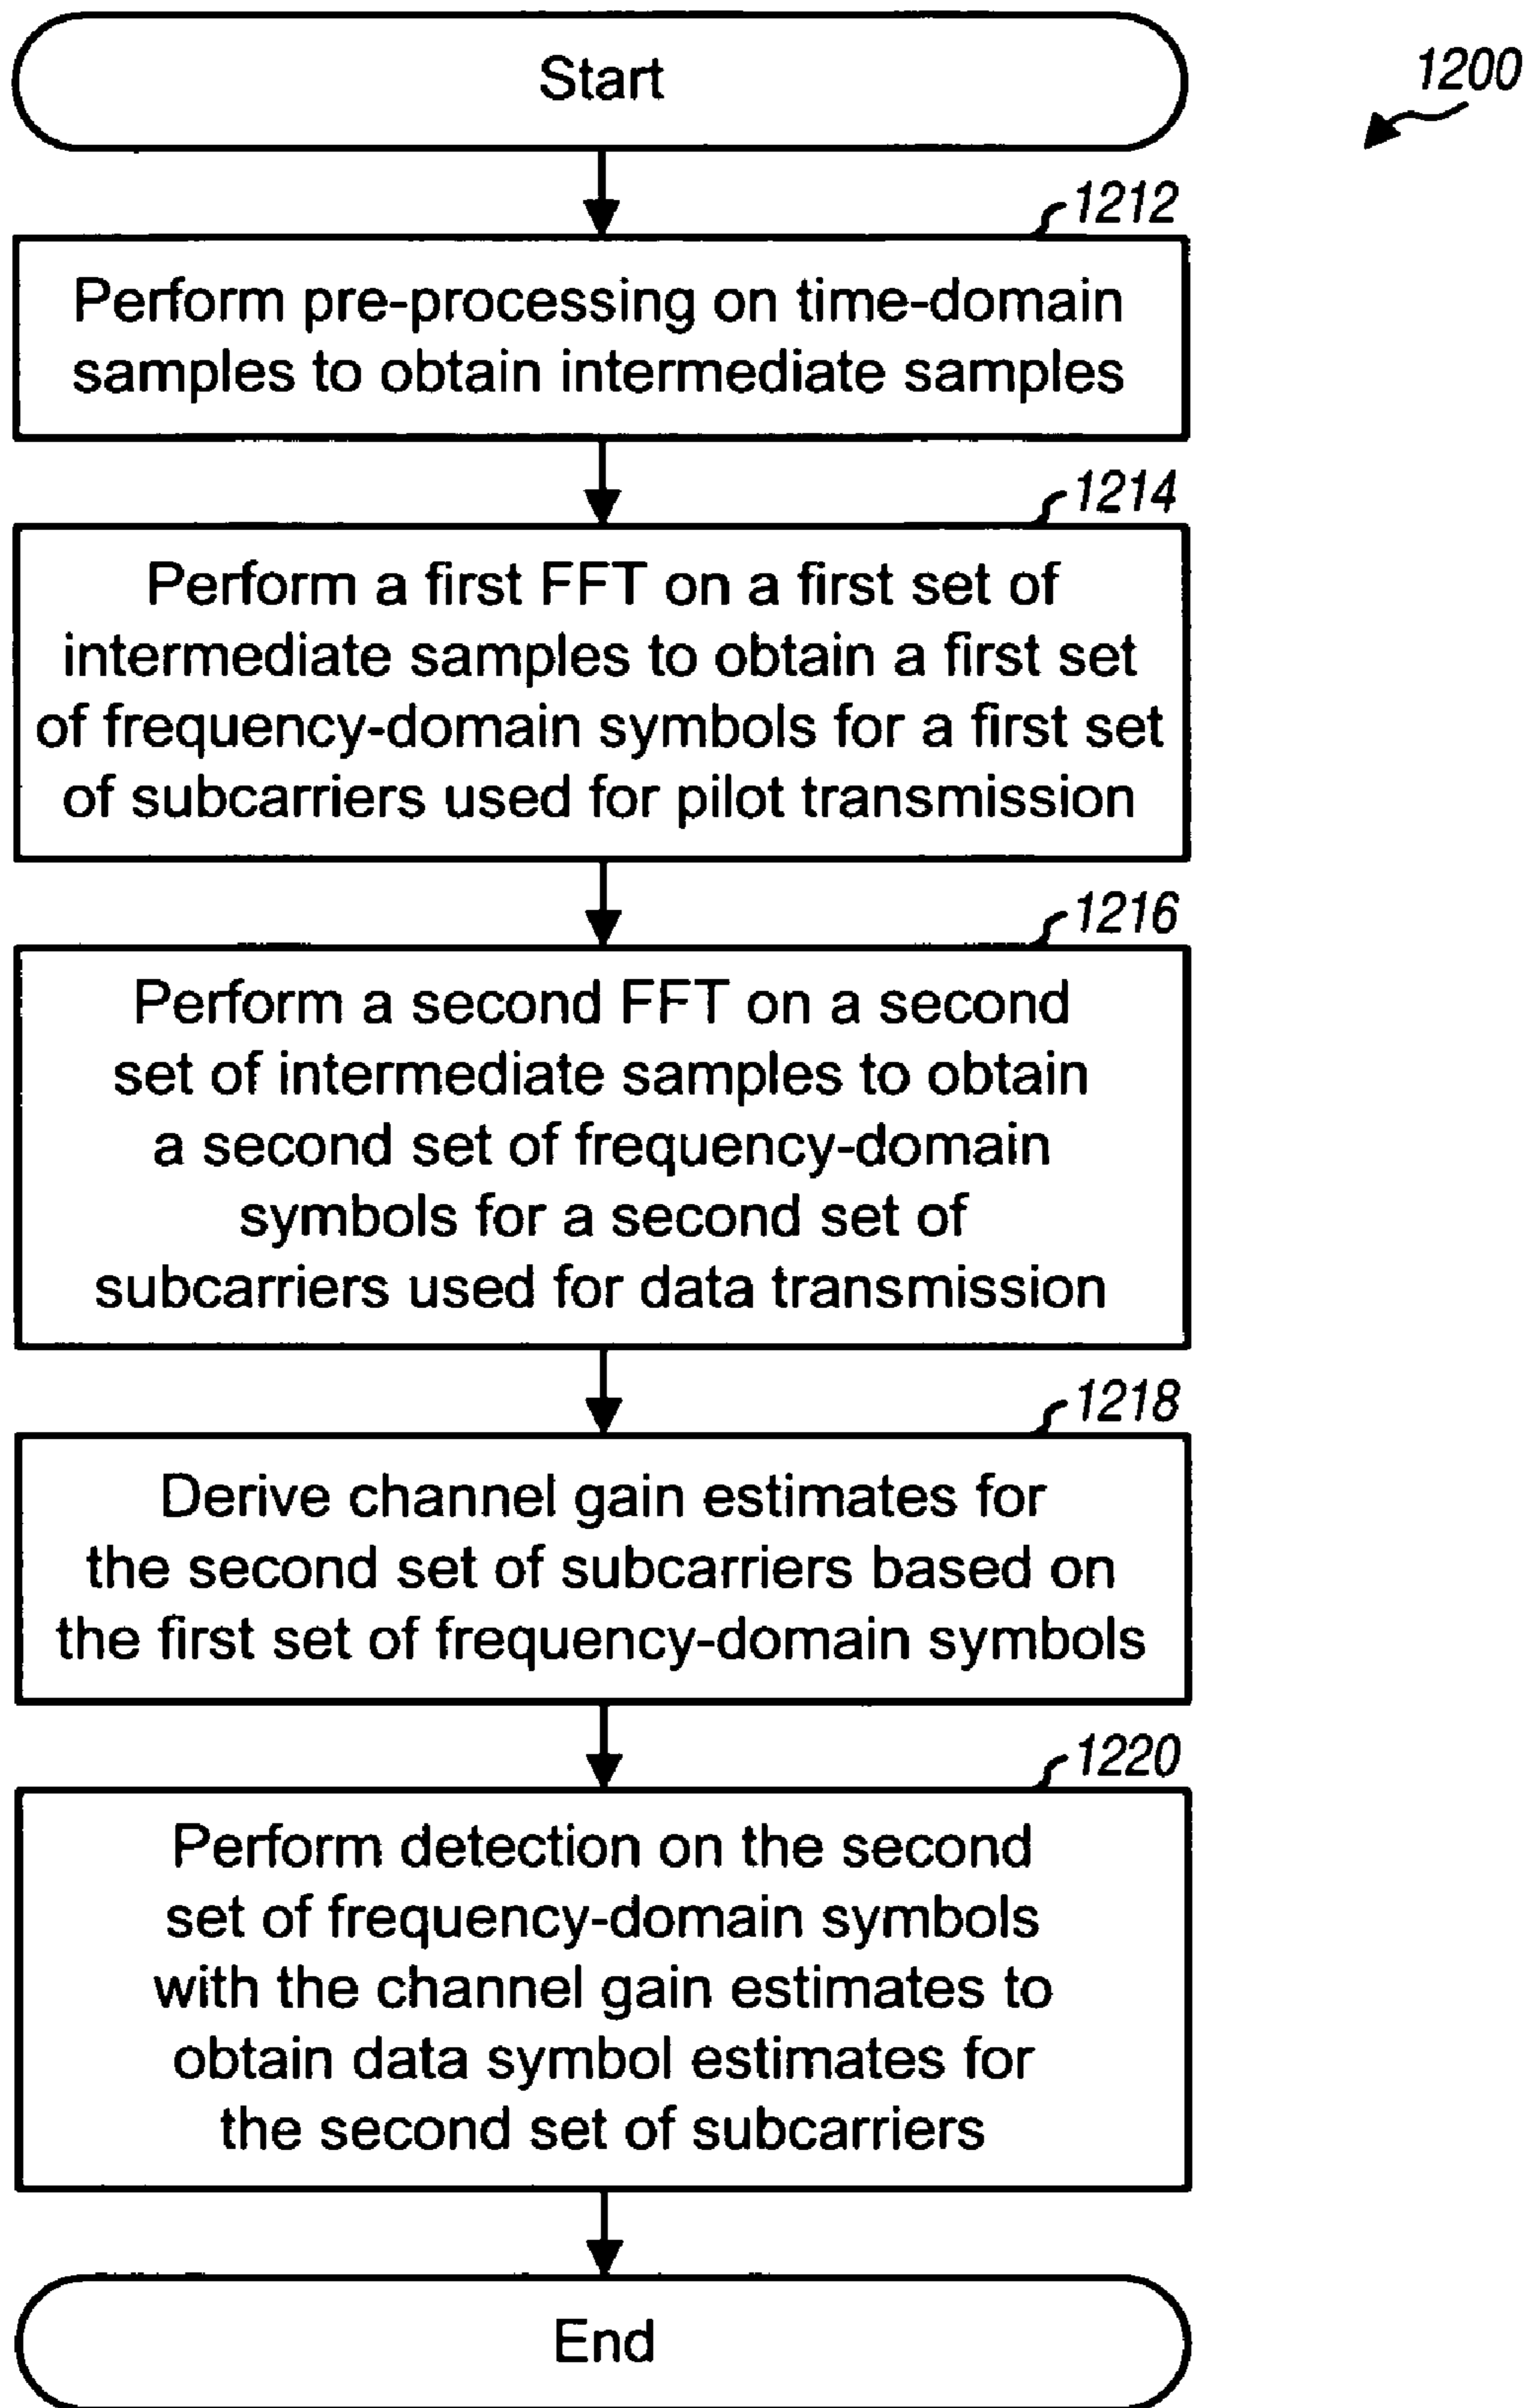 Start
1200
1212
Perform pre-processing on time-domain
samples to obtain intermediate samples
1214
Perform a first FFT on a first set of
intermediate samples to obtain a first set
of frequency-domain symbols for a first set
of subcarriers used for pilot transmission
1216
Perform a second FFT on a second
set of intermediate samples to obtain
a second set of frequency-domain
symbols for a second set of
subcarriers used for data transmission
1218
Derive channel gain estimates for
the second set of subcarriers based on
the first set of frequency-domain symbols
1220
Perform detection on the second
set of frequency-domain symbols
with the channel gain estimates to
obtain data symbol estimates for
the second set of subcarriers
End